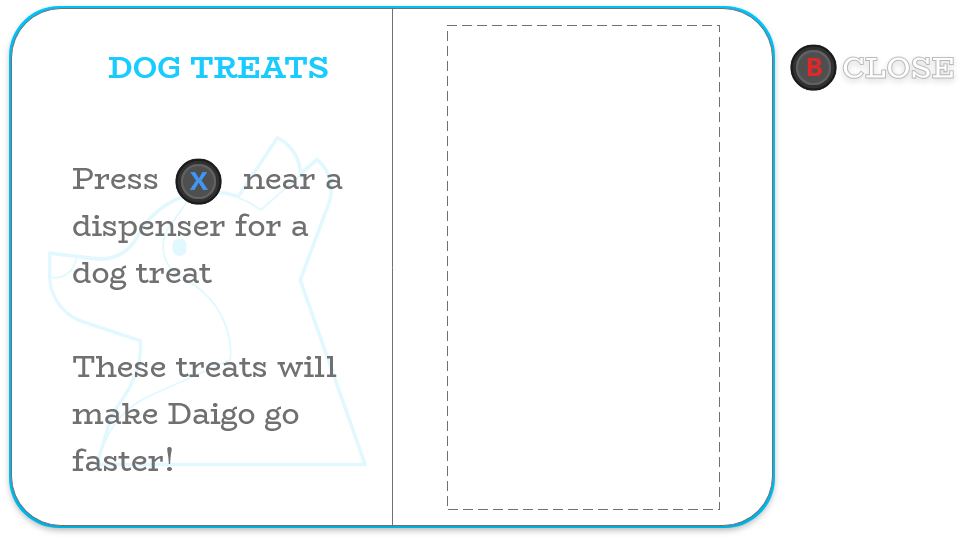 DOG TREATS
B CLOSE
Press X near a
dispenser for a
dog treat
These treats will
make Daigo go
faster!